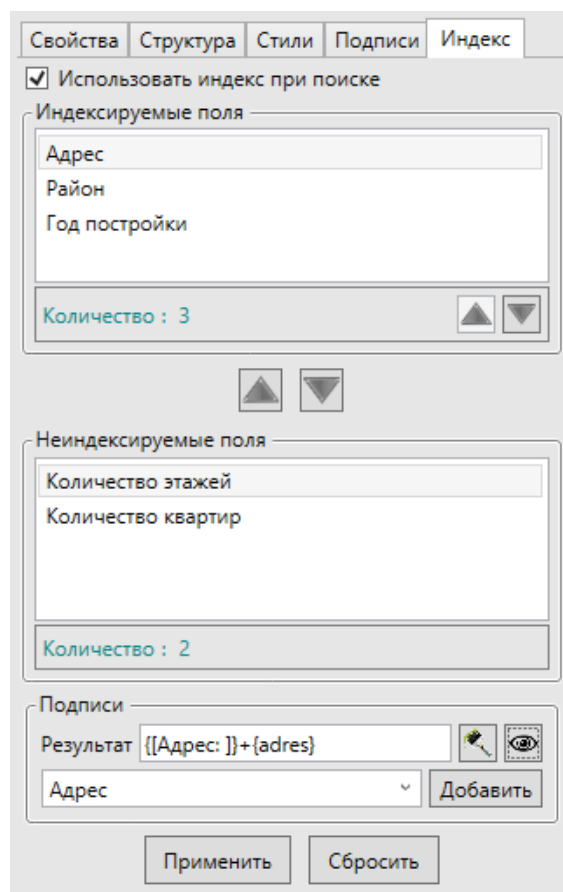 Свойства Структура Стили Подписи Индекс
Использовать индекс при поиске
Индексируемые поля
Адрес
Район
Год постройки
Количество : 3
Неиндексируемые поля
Количество этажей
Количество квартир
Количество : 2
Подписи
Результат {[Адрес: ]}+{adres}
Адрес Добавить
Применить Сбросить